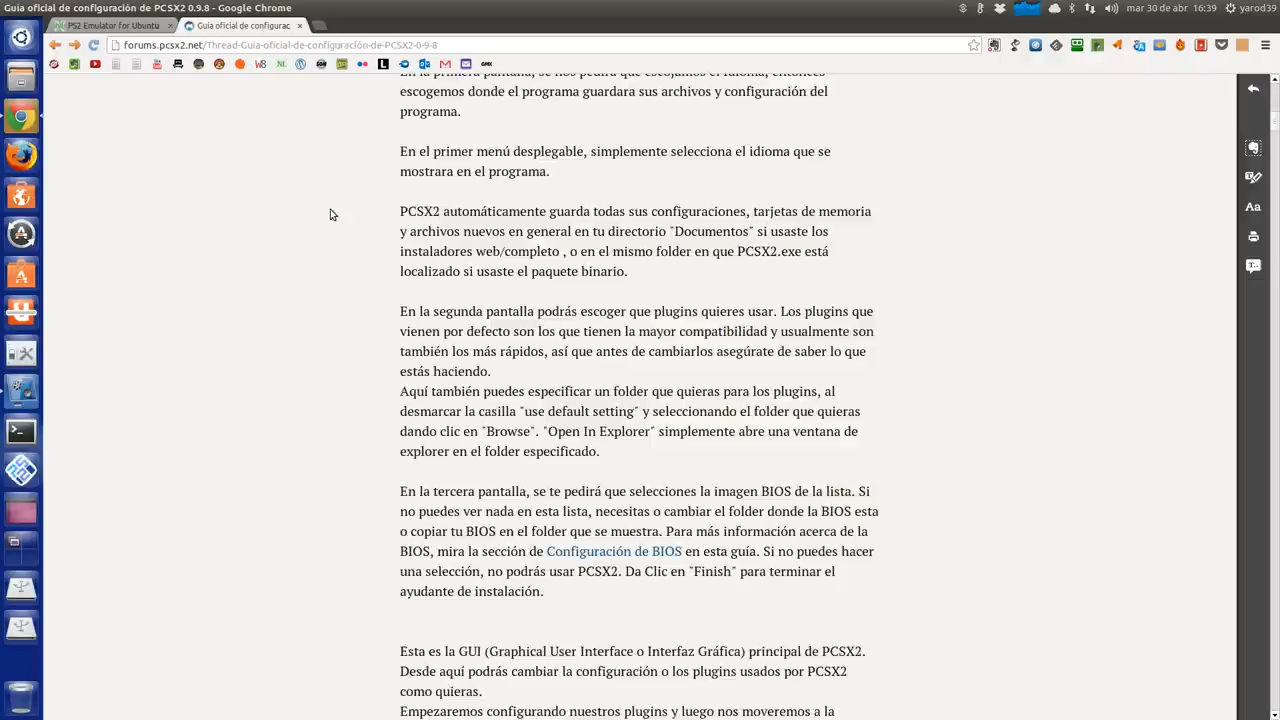 Guía oficial de configuración de PCSX2 0.9.8 - Google Chrome
mar 30 de abr
16:39
yarod39
PS2 Emulator for Ubuntu
Guía oficial de configurac
forums.pcsx2.net/Thread-Guia-oficial-de-configuración-de-PCSX2-0-9-8
En la primera pantalla, se nos pedirá que escojamos el idioma, entonces
escogemos donde el programa guardara sus archivos y configuración del
programa.
En el primer menú desplegable, simplemente selecciona el idioma que se
mostrara en el programa.
PCSX2 automáticamente guarda todas sus configuraciones, tarjetas de memoria
y archivos nuevos en general en tu directorio "Documentos" si usaste los
instaladores web/completo , o en el mismo folder en que PCSX2.exe está
localizado si usaste el paquete binario.
En la segunda pantalla podrás escoger que plugins quieres usar. Los plugins que
vienen por defecto son los que tienen la mayor compatibilidad y usualmente son
también los más rápidos, así que antes de cambiarlos asegúrate de saber lo que
estás haciendo.
Aquí también puedes especificar un folder que quieras para los plugins, al
desmarcar la casilla "use default setting" y seleccionando el folder que quieras
dando clic en "Browse". "Open In Explorer" simplemente abre una ventana de
explorer en el folder especificado.
En la tercera pantalla, se te pedirá que selecciones la imagen BIOS de la lista. Si
no puedes ver nada en esta lista, necesitas o cambiar el folder donde la BIOS esta
o copiar tu BIOS en el folder que se muestra. Para más información acerca de la
BIOS, mira la sección de Configuración de BIOS en esta guía. Si no puedes hacer
una selección, no podrás usar PCSX2. Da Clic en "Finish" para terminar el
ayudante de instalación.
Esta es la GUI (Graphical User Interface o Interfaz Gráfica) principal de PCSX2.
Desde aquí podrás cambiar la configuración o los plugins usados por PCSX2
como quieras.
Empezaremos configurando nuestros plugins y luego nos moveremos a la
Aa